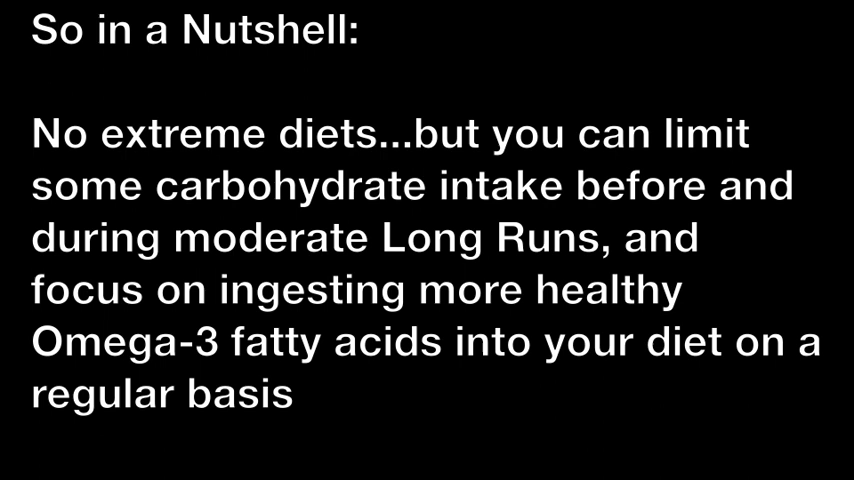 So in a Nutshell:
No extreme diets...but you can limit
some carbohydrate intake before and
during moderate Long Runs, and
focus on ingesting more healthy
Omega-3 fatty acids into your diet on a
regular basis